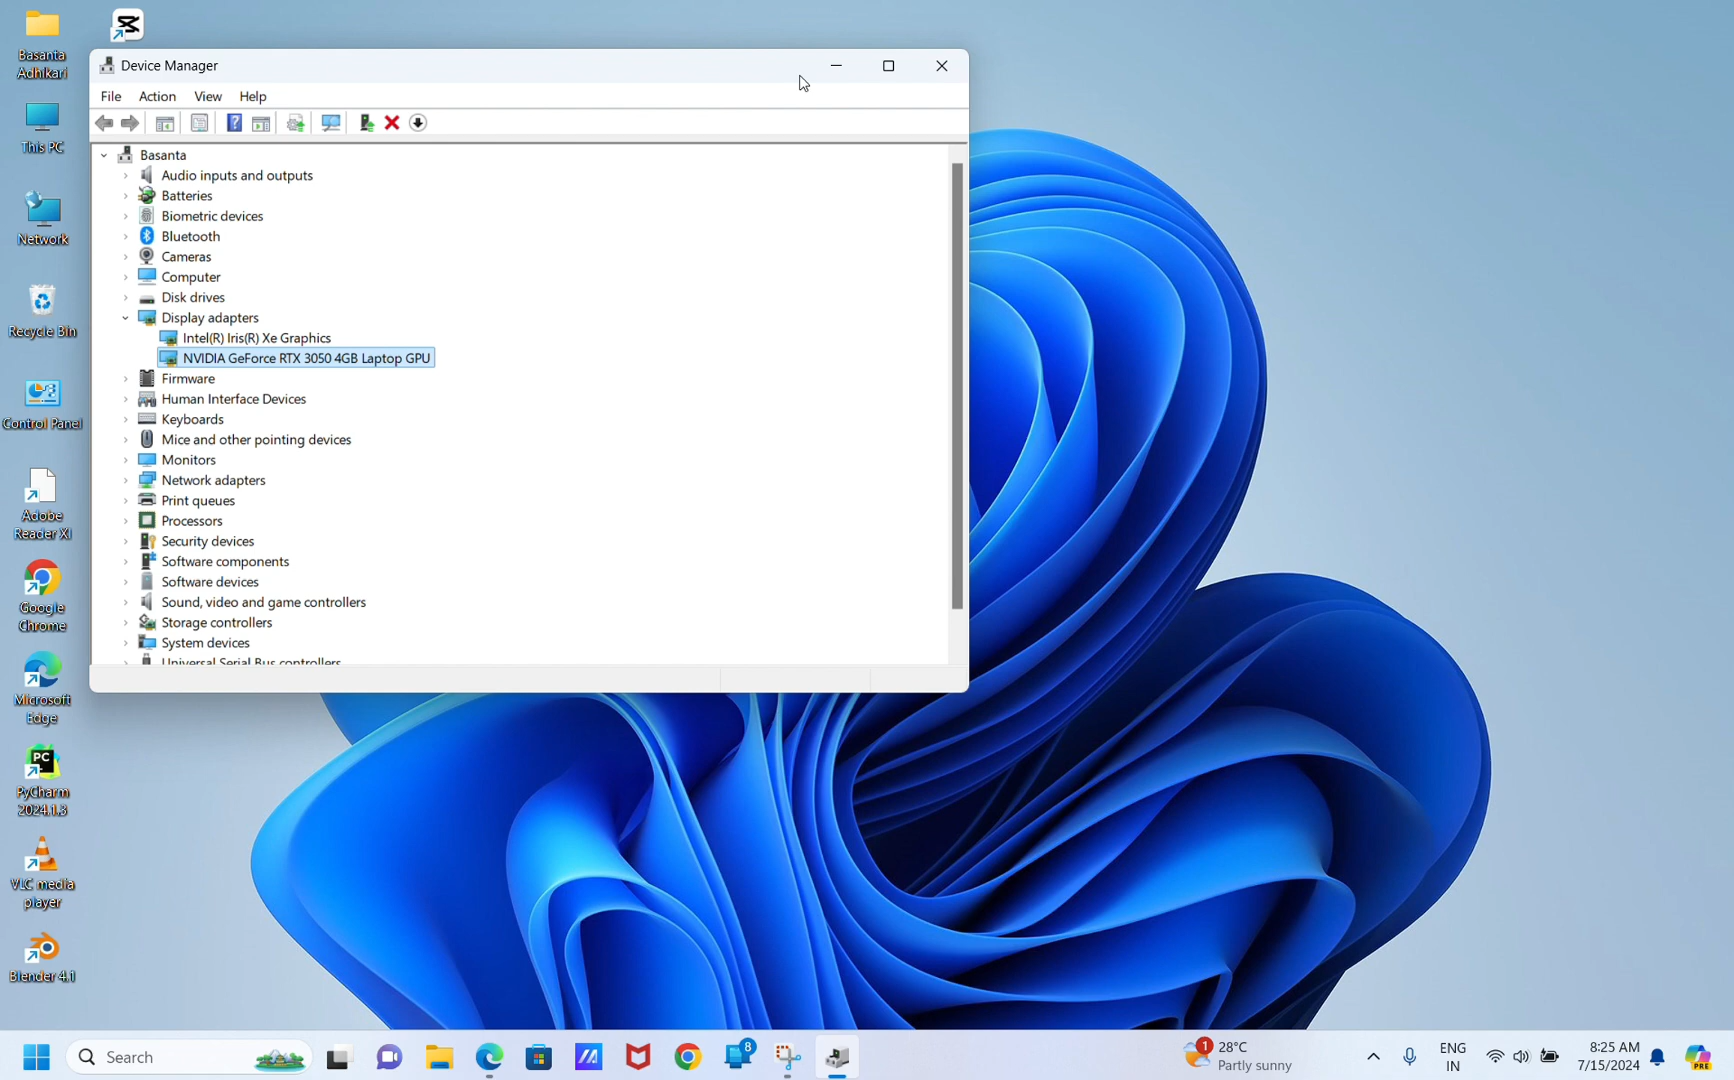 Basanta
Adhikari
This PC
Network
Recycle Bin
Control Panel
Adobe
Reader XI
Google
Chrome
Microsoft
Edge
PC
PyCharm
2024.1.3
VLC media
player
Blender 4.1
Device Manager
File Action View Help
Basanta
Audio inputs and outputs
Batteries
Biometric devices
Bluetooth
Cameras
Computer
Disk drives
Display adapters
Intel(R) Iris(R) Xe Graphics
NVIDIA GeForce RTX 3050 4GB Laptop GPU
Firmware
Human Interface Devices
Keyboards
Mice and other pointing devices
Monitors
Network adapters
Print queues
Processors
Security devices
Software components
Software devices
Sound, video and game controllers
Storage controllers
System devices
Universal Serial Bus controllers
Search
8
1
28°C
Partly sunny
ENG
IN
8:25 AM
7/15/2024
PRE